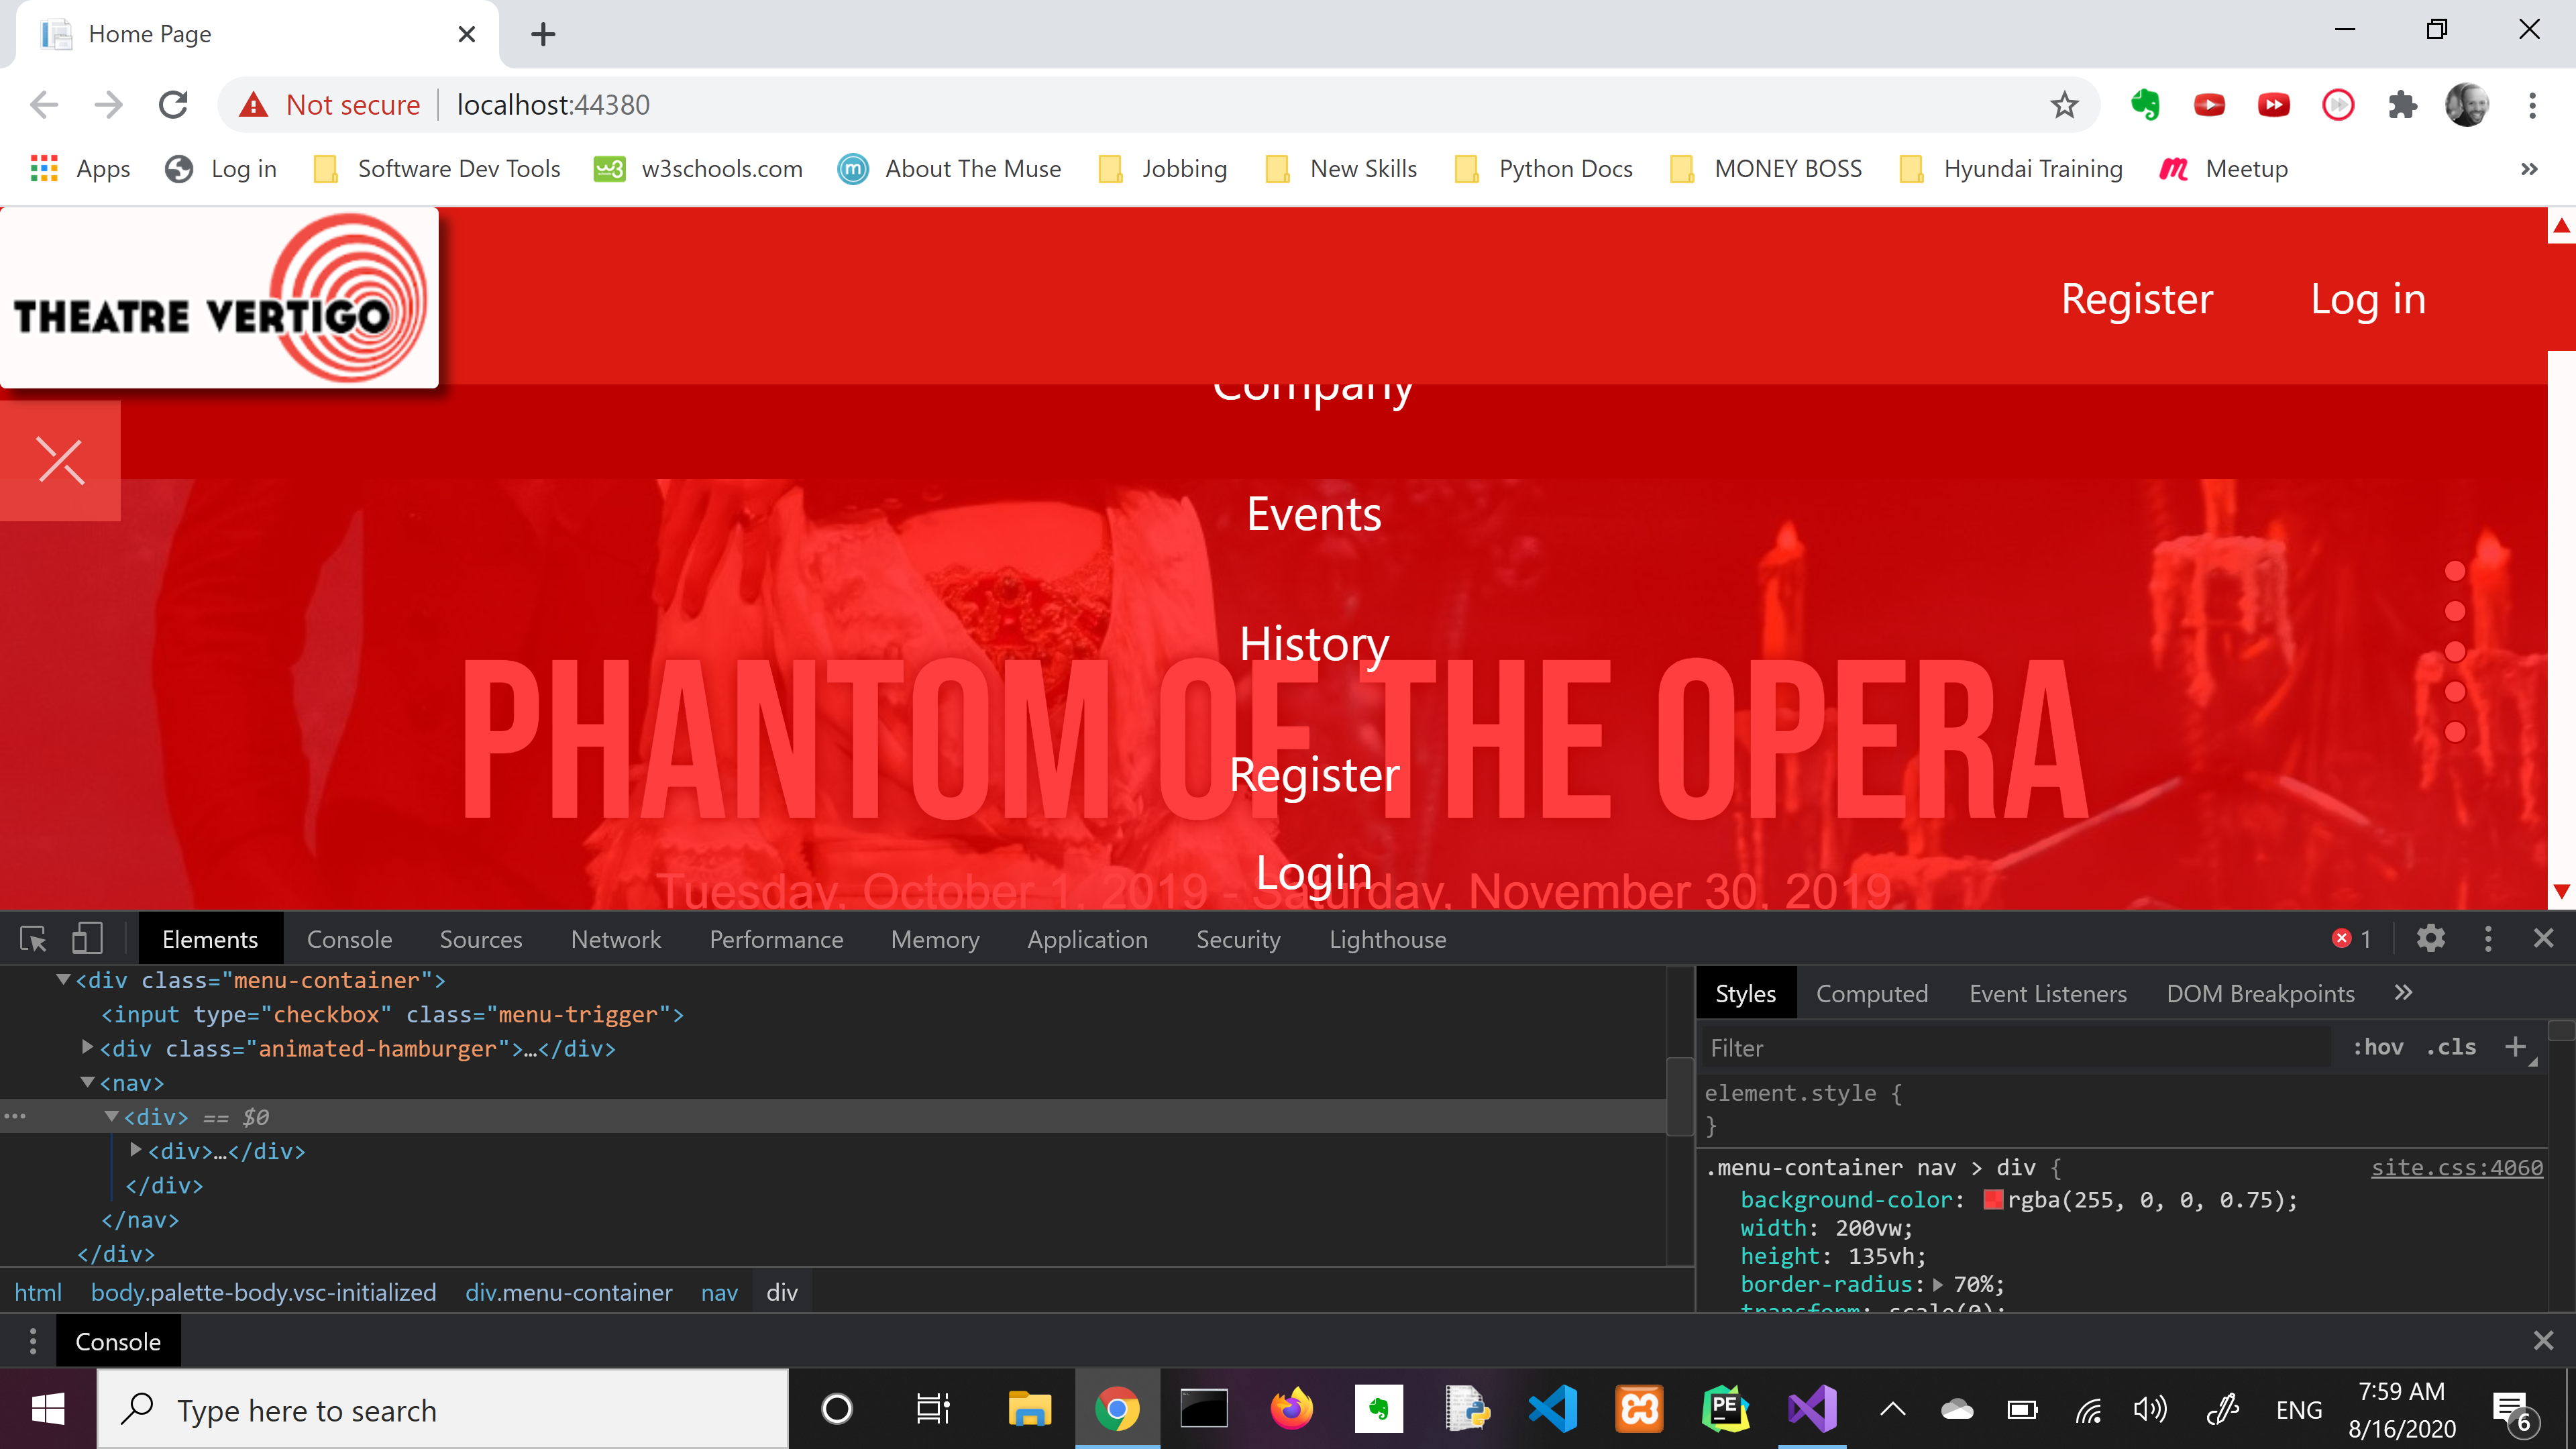 Home Page
Not secure localhost:44380
Apps Log in Software Dev Tools w3schools.com About The Muse Jobbing New Skills Python Docs MONEY BOSS Hyundai Training Meetup »
THEATRE VERTIGO
Register Log in
Company
Events
History
PHANTOM OF THE OPERA
Register
Tuesday, October 1, 2019 - Saturday, November 30, 2019
Login
Elements Console Sources Network Performance Memory Application Security Lighthouse 1
<div class="menu-container">
<input type="checkbox" class="menu-trigger">
<div class="animated-hamburger">…</div>
<nav>
<div> == $0
<div>…</div>
</div>
</nav>
</div>
html body.palette-body.vsc-initialized div.menu-container nav div
Styles Computed Event Listeners DOM Breakpoints »
Filter :hov .cls +
element.style {
}
.menu-container nav > div { site.css:4060
background-color: rgba(255, 0, 0, 0.75);
width: 200vw;
height: 135vh;
border-radius: 70%;
transform: scale(0);
Console
Type here to search
PE
ENG
7:59 AM
8/16/2020
6